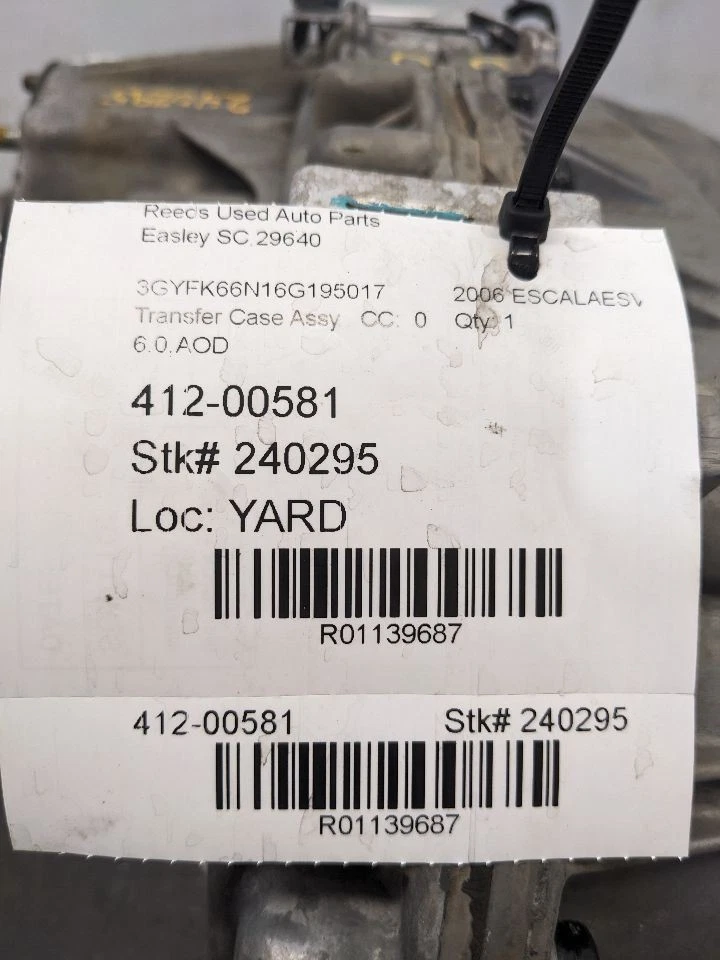 Reed's Used Auto Parts
Easley SC 29640
3GYFK66N16G195017 2006 ESCALAESV
Transfer Case Assy CC: 0 Qty: 1
6.0,AOD
412-00581
Stk# 240295
Loc: YARD
R01139687
412-00581 Stk# 240295
R01139687